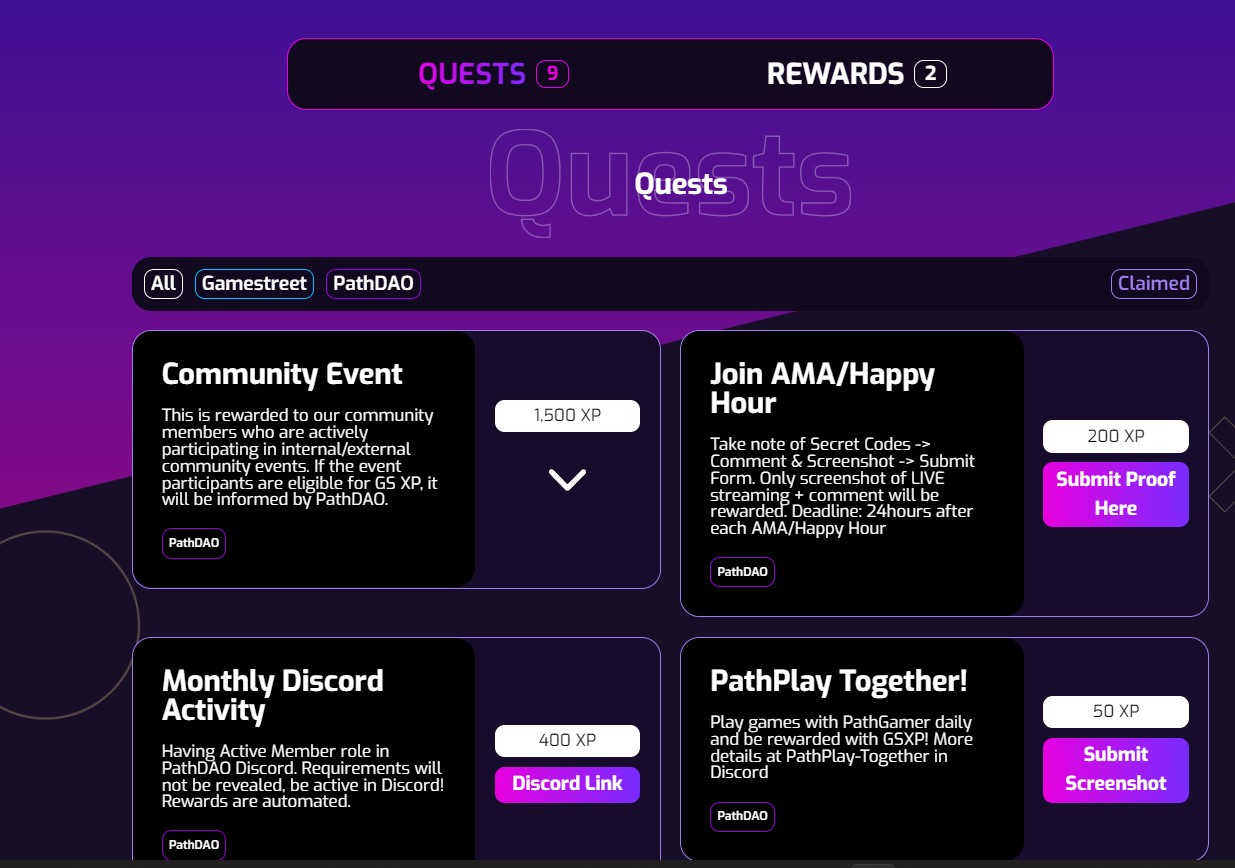 QUESTS 9
REWARDS 2
Quests
Quests
All
Gamestreet
PathDAO
Claimed
Community Event
This is rewarded to our community
members who are actively
participating in internal/external
community events. If the event
participants are eligible for GS XP, it
will be informed by PathDAO.
PathDAO
1,500 XP
Join AMA/Happy
Hour
Take note of Secret Codes ->
Comment & Screenshot -> Submit
Form. Only screenshot of LIVE
streaming + comment will be
rewarded. Deadline: 24hours after
each AMA/Happy Hour
PathDAO
200 XP
Submit Proof
Here
Monthly Discord
Activity
Having Active Member role in
PathDAO Discord. Requirements will
not be revealed, be active in Discord!
Rewards are automated.
PathDAO
400 XP
Discord Link
PathPlay Together!
Play games with PathGamer daily
and be rewarded with GSXP! More
details at PathPlay-Together in
Discord
PathDAO
50 XP
Submit
Screenshot